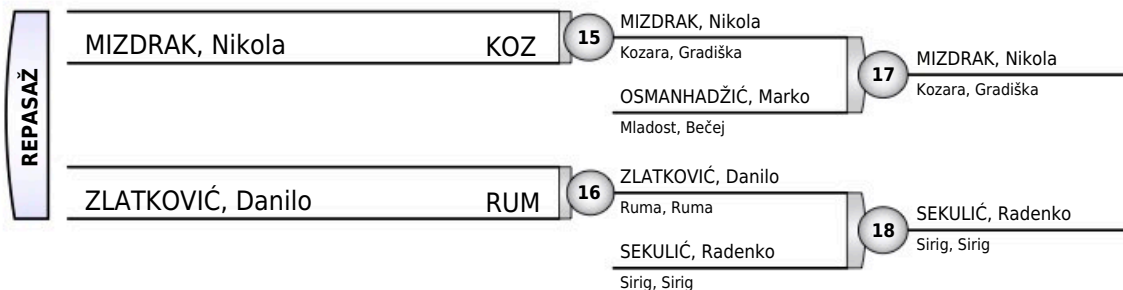 REPASAŽ
MIZDRAK, Nikola KOZ
15
MIZDRAK, Nikola
Kozara, Gradiška
OSMANHADŽIĆ, Marko
Mladost, Bečej
17
MIZDRAK, Nikola
Kozara, Gradiška
ZLATKOVIĆ, Danilo RUM
16
ZLATKOVIĆ, Danilo
Ruma, Ruma
SEKULIĆ, Radenko
Sirig, Sirig
18
SEKULIĆ, Radenko
Sirig, Sirig